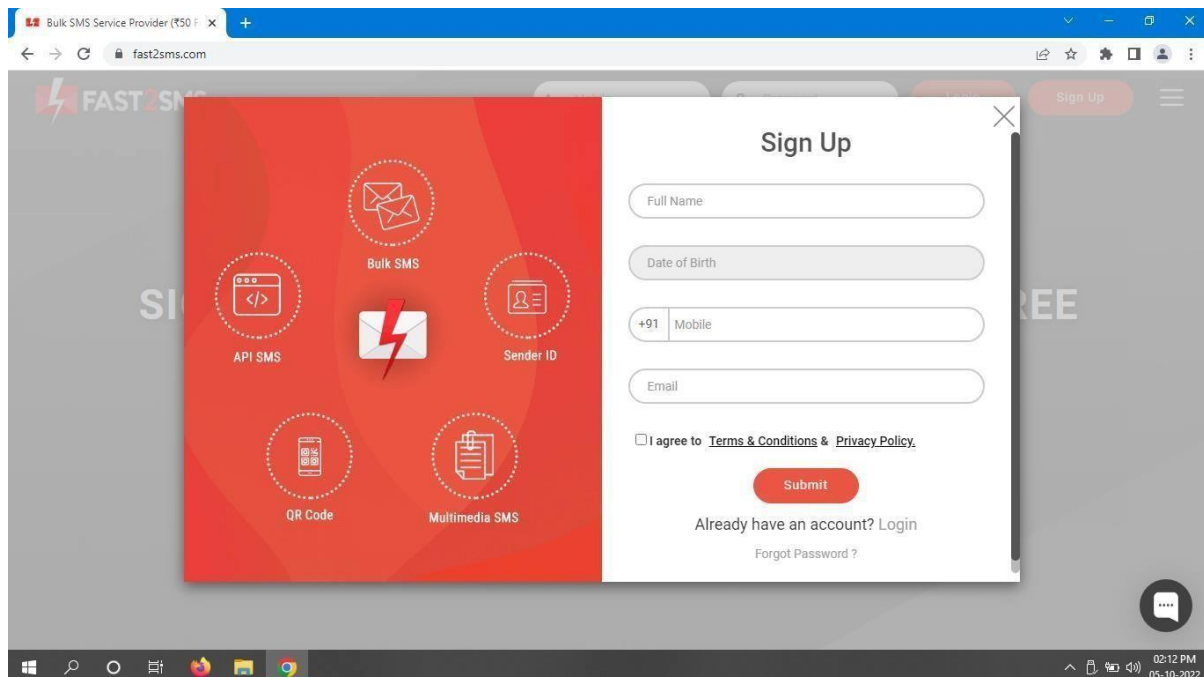 Bulk SMS Service Provider (₹50 F
fast2sms.com
FAST2SMS
Sign Up
SI
REE
Bulk SMS
API SMS
Sender ID
QR Code
Multimedia SMS
Sign Up
Full Name
Date of Birth
+91 Mobile
Email
I agree to Terms & Conditions & Privacy Policy.
Submit
Already have an account? Login
Forgot Password ?
02:12 PM
05-10-2022